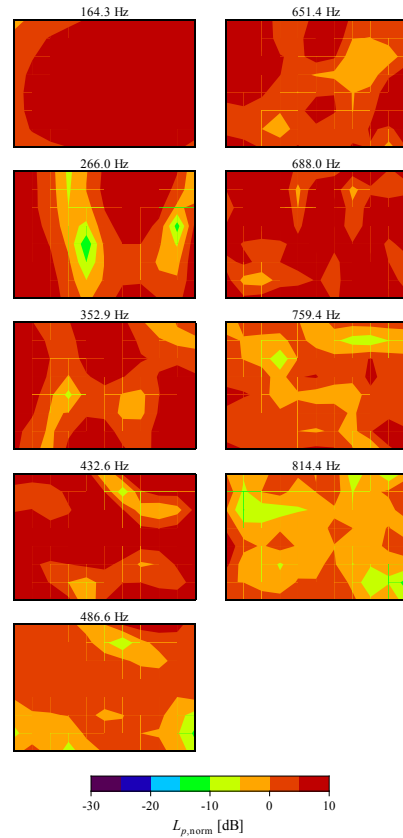 164.3 Hz
651.4 Hz
266.0 Hz
688.0 Hz
352.9 Hz
759.4 Hz
432.6 Hz
814.4 Hz
486.6 Hz
-30 -20 -10 0 10
Lp,norm [dB]